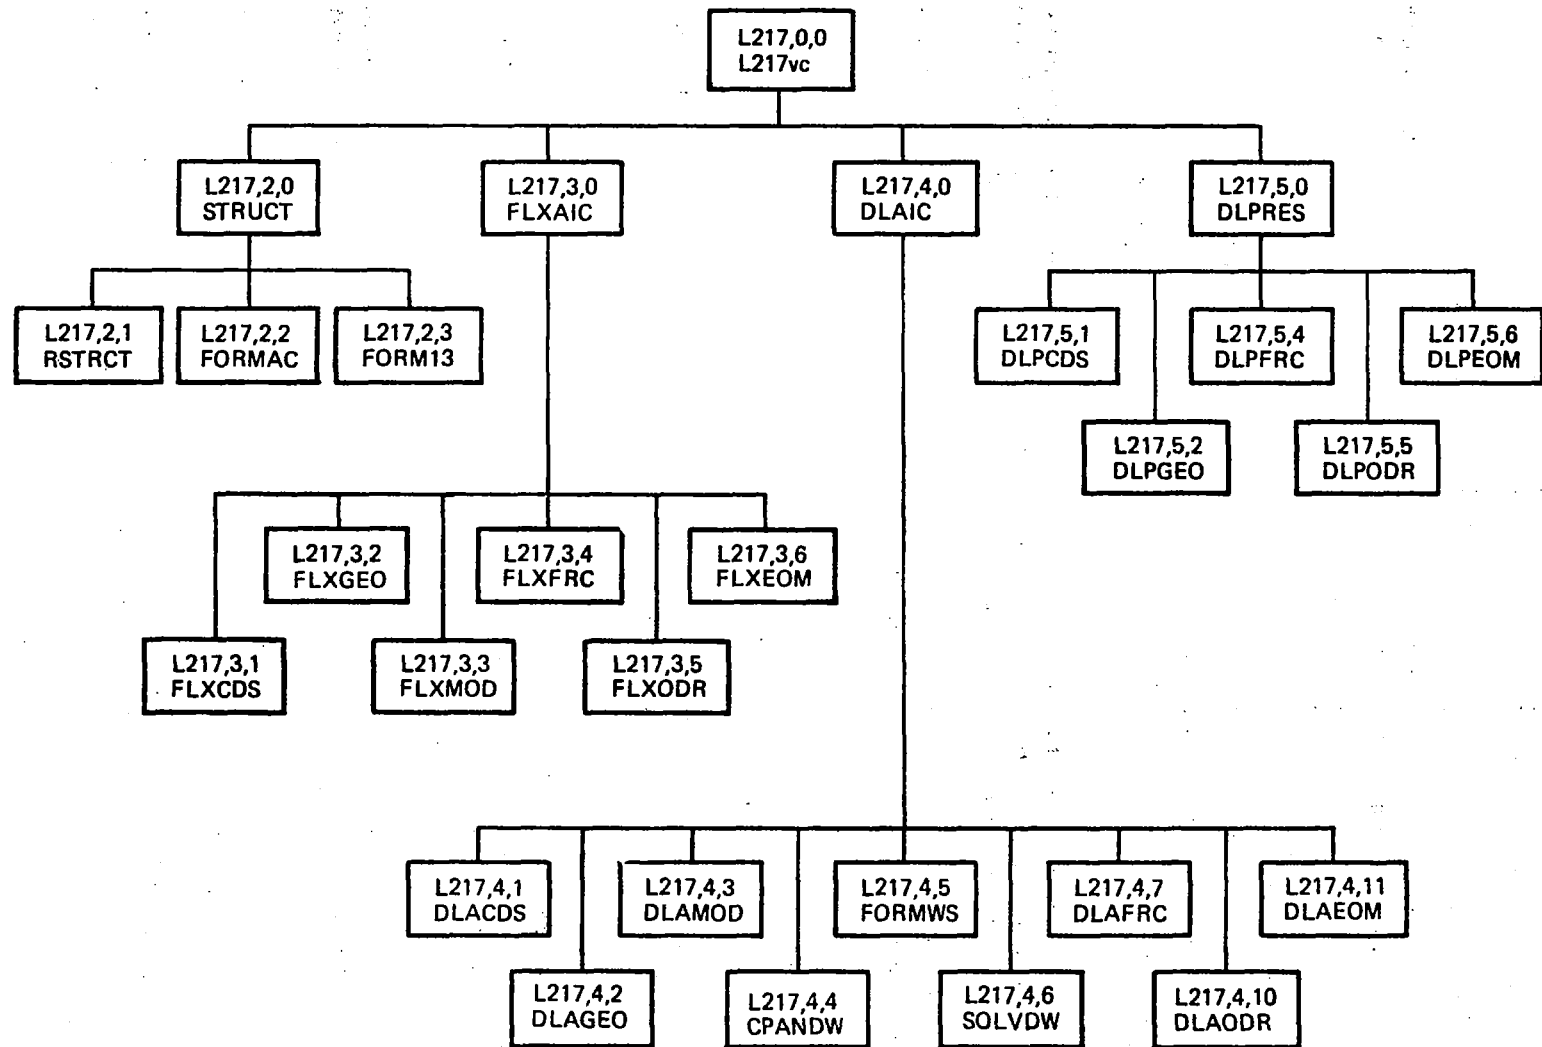 L217,0,0
L217vc
L217,2,0
STRUCT
L217,3,0
FLXAIC
L217,4,0
DLAIC
L217,5,0
DLPRES
L217,2,1
RSTRCT
L217,2,2
FORMAC
L217,2,3
FORM13
L217,5,1
DLPCDS
L217,5,4
DLPFRC
L217,5,6
DLPEOM
L217,5,2
DLPGEO
L217,5,5
DLPODR
L217,3,2
FLXGEO
L217,3,4
FLXFRC
L217,3,6
FLXEOM
L217,3,1
FLXCDS
L217,3,3
FLXMOD
L217,3,5
FLXODR
L217,4,1
DLACDS
L217,4,3
DLAMOD
L217,4,5
FORMWS
L217,4,7
DLAFRC
L217,4,11
DLAEOM
L217,4,2
DLAGEO
L217,4,4
CPANDW
L217,4,6
SOLVDW
L217,4,10
DLAODR